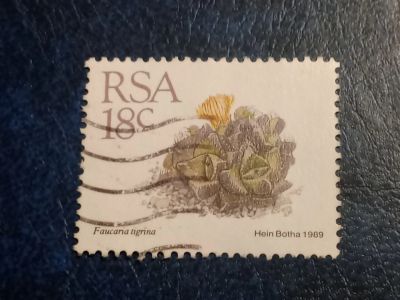 RSA
18c
Faucaria tigrina
Hein Botha 1989